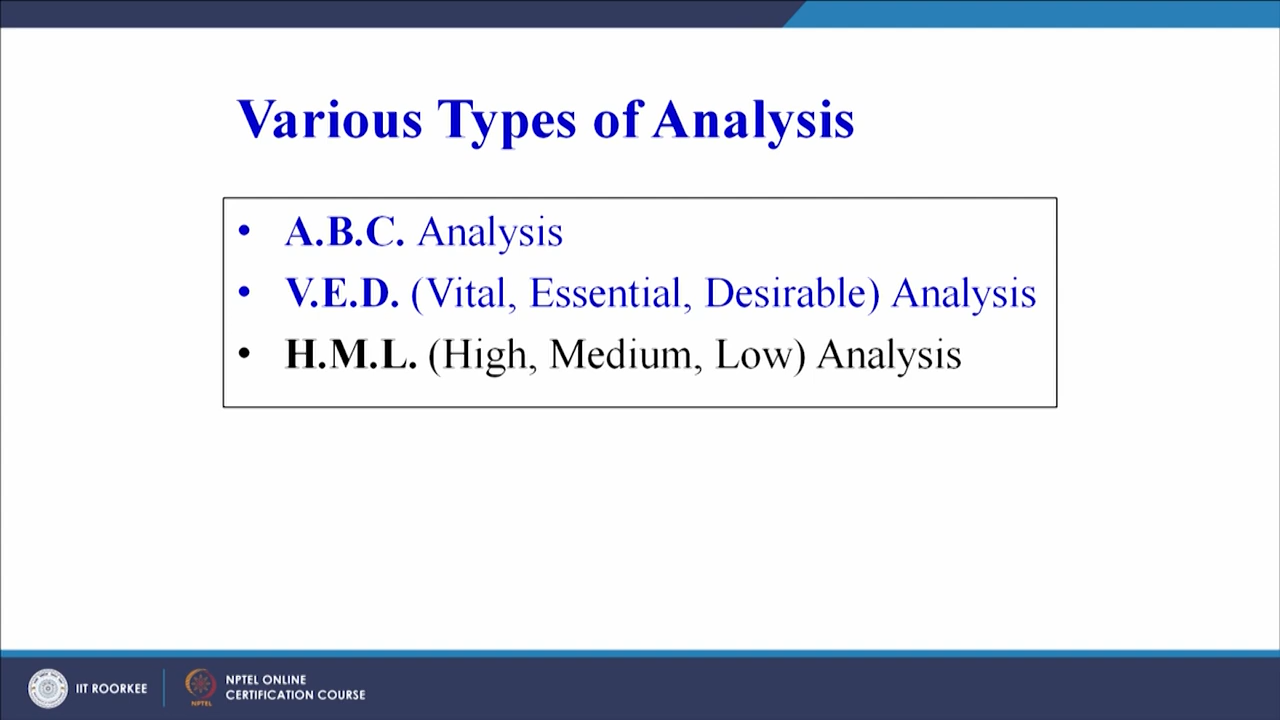 Various Types of Analysis
• A.B.C. Analysis
• V.E.D. (Vital, Essential, Desirable) Analysis
• H.M.L. (High, Medium, Low) Analysis
IIT ROORKEE
NPTEL
NPTEL ONLINE
CERTIFICATION COURSE